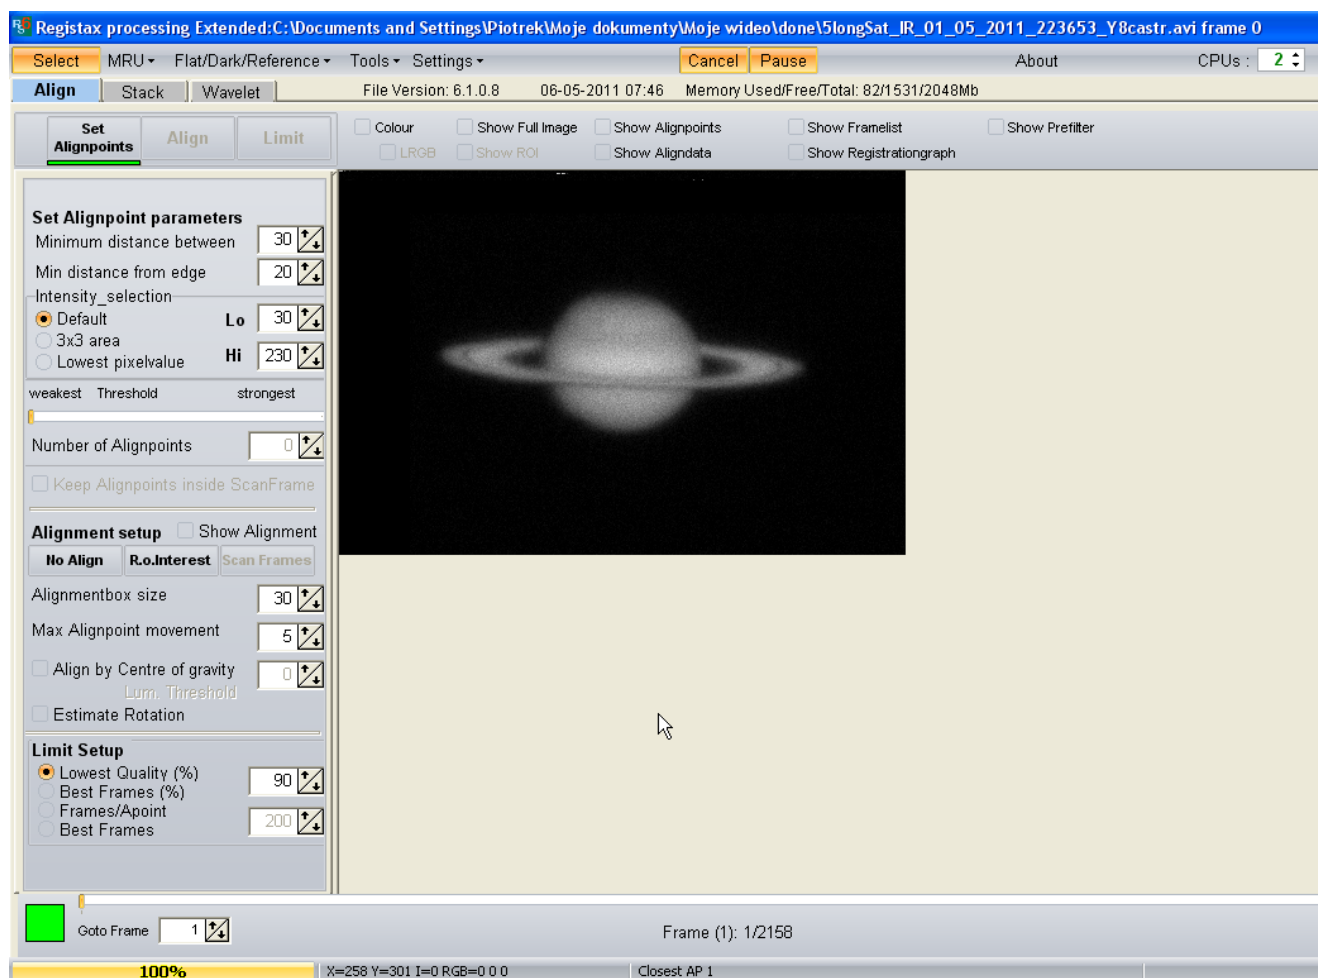 Registax processing Extended:C:\Documents and Settings\Piotrek\Moje dokumenty\Moje wideo\done\5longSat_IR_01_05_2011_223653_Y8castr.avi frame 0
Select MRU Flat/Dark/Reference Tools Settings Cancel Pause About CPUs : 2
Align Stack Wavelet File Version: 6.1.0.8 06-05-2011 07:46 Memory Used/Free/Total: 82/1531/2048Mb
Set Alignpoints Align Limit
Colour Show Full Image Show Alignpoints Show Framelist Show Prefilter
LRGB Show ROI Show Aligndata Show Registrationgraph
Set Alignpoint parameters
Minimum distance between 30
Min distance from edge 20
Intensity_selection
Default Lo 30
3x3 area
Lowest pixelvalue Hi 230
weakest Threshold strongest
Number of Alignpoints 0
Keep Alignpoints inside ScanFrame
Alignment setup Show Alignment
No Align R.o.Interest Scan Frames
Alignmentbox size 30
Max Alignpoint movement 5
Align by Centre of gravity 0
Lum. Threshold
Estimate Rotation
Limit Setup
Lowest Quality (%) 90
Best Frames (%)
Frames/Apoint 200
Best Frames
Goto Frame 1 Frame (1): 1/2158
100% X=258 Y=301 I=0 RGB=0 0 0 Closest AP 1